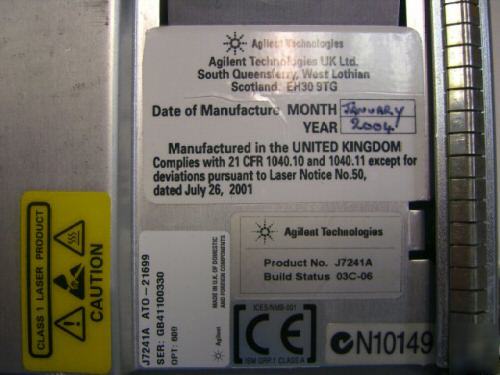 Agilent Technologies
Agilent Technologies UK Ltd.
South Queensferry, West Lothian
Scotland. EH30 9TG
Date of Manufacture MONTH JANUARY
YEAR 2004
Manufactured in the UNITED KINGDOM
Complies with 21 CFR 1040.10 and 1040.11 except for
deviations pursuant to Laser Notice No.50,
dated July 26, 2001
CLASS 1 LASER PRODUCT
CAUTION
J7241A ATO-21699
SER: GB41100330
OPT: 600
MADE IN U.K. OF DOMESTIC
AND FOREIGN COMPONENTS
Agilent
Agilent Technologies
Product No. J7241A
Build Status 03C-06
ICES/NMB-001
CE
ISM GRP.1 CLASS A
N10149